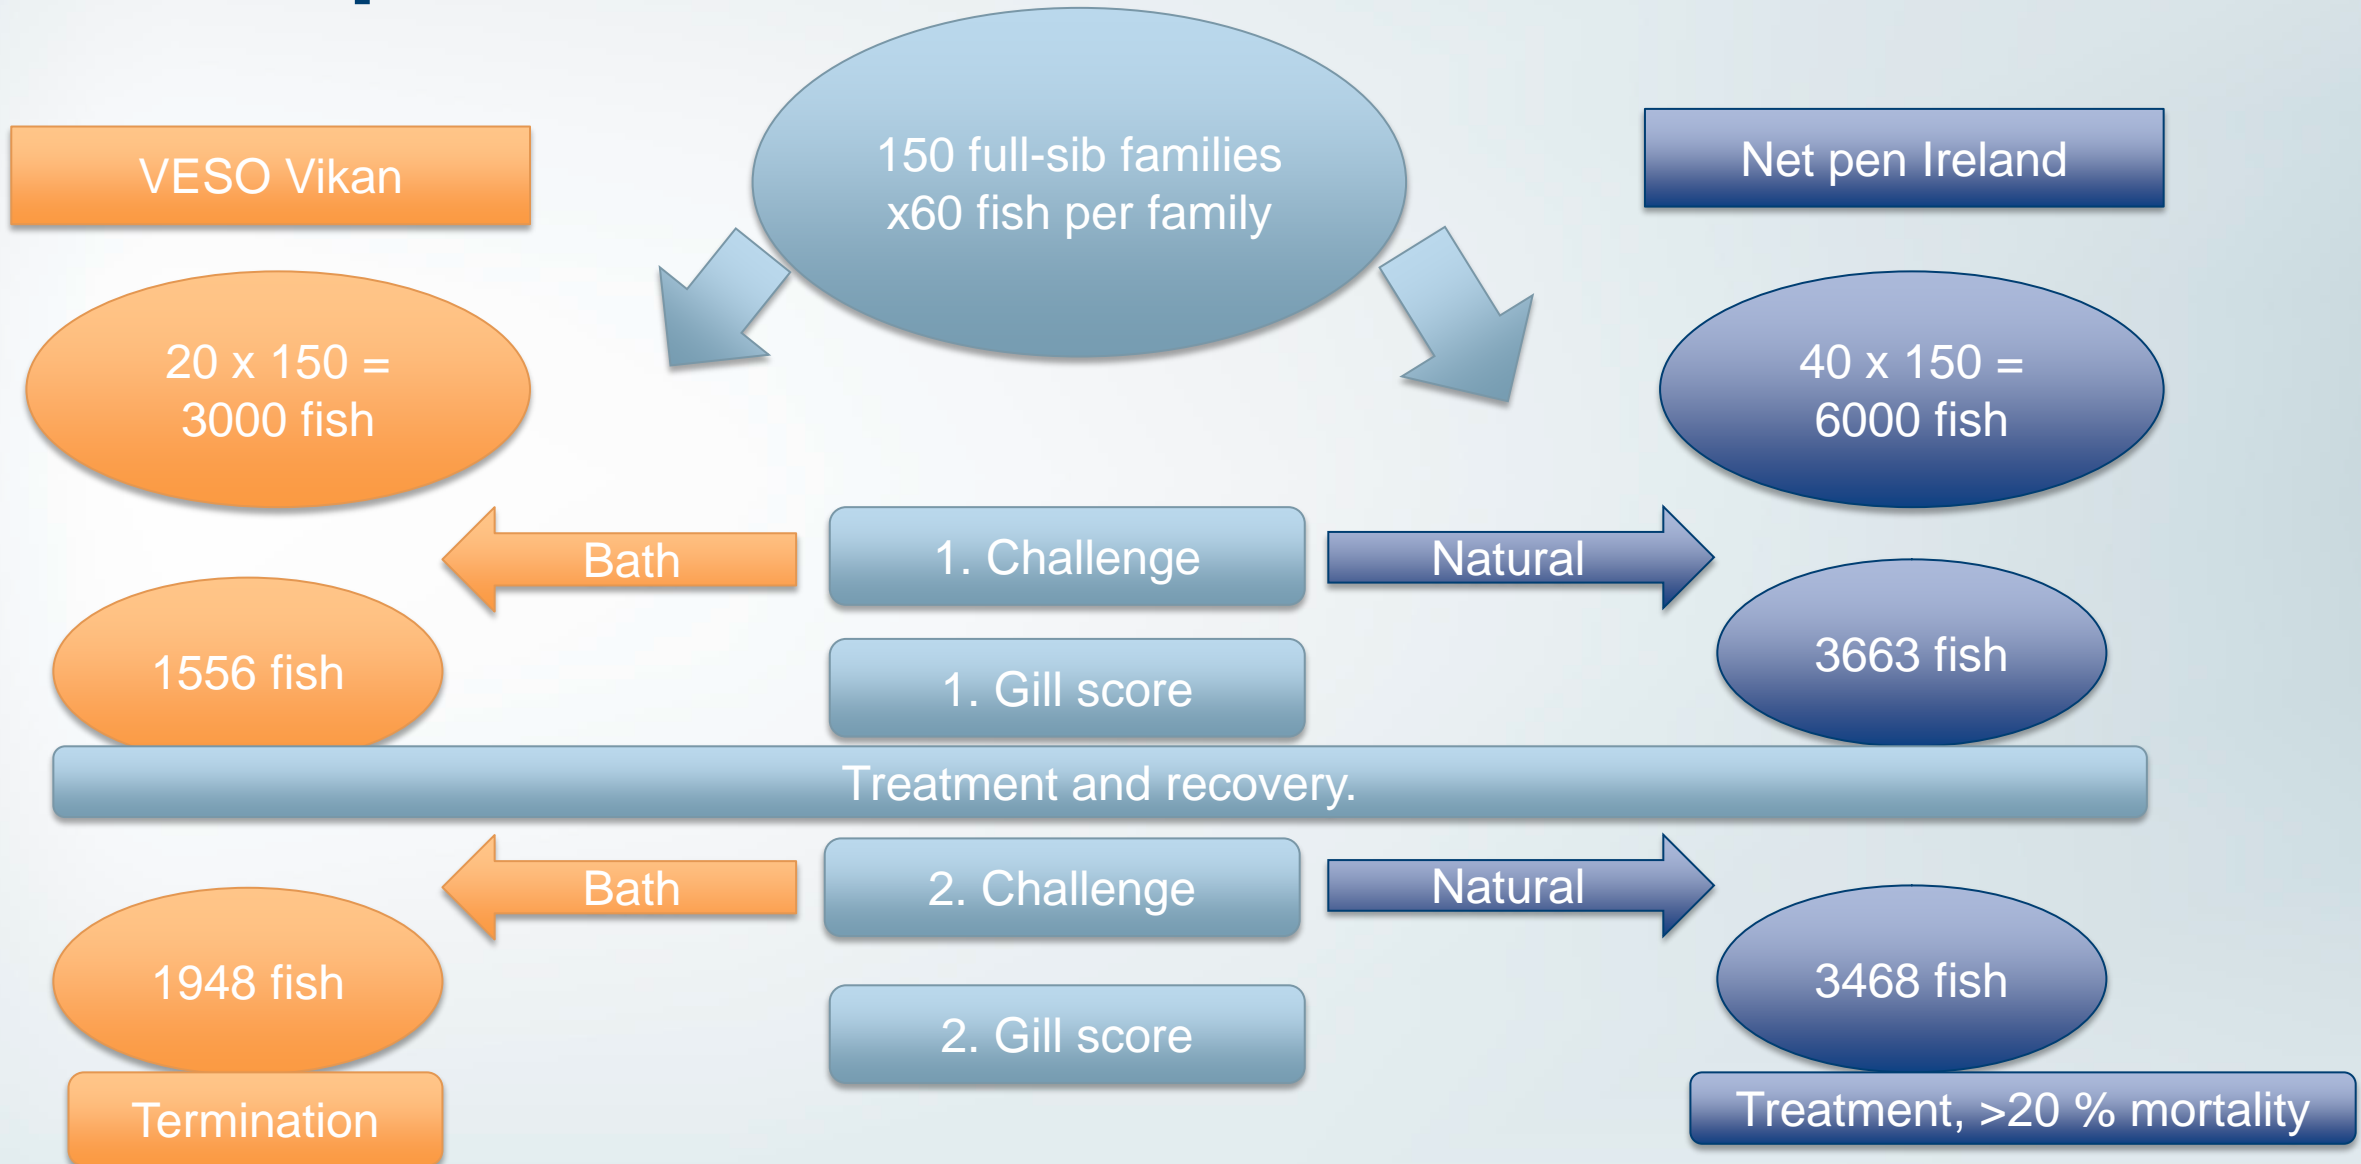 150 full-sib families
x60 fish per family
VESO Vikan
Net pen Ireland
20 x 150 =
3000 fish
40 x 150 =
6000 fish
Bath
1. Challenge
Natural
1556 fish
1. Gill score
3663 fish
Treatment and recovery.
Bath
2. Challenge
Natural
1948 fish
2. Gill score
3468 fish
Termination
Treatment, >20 % mortality